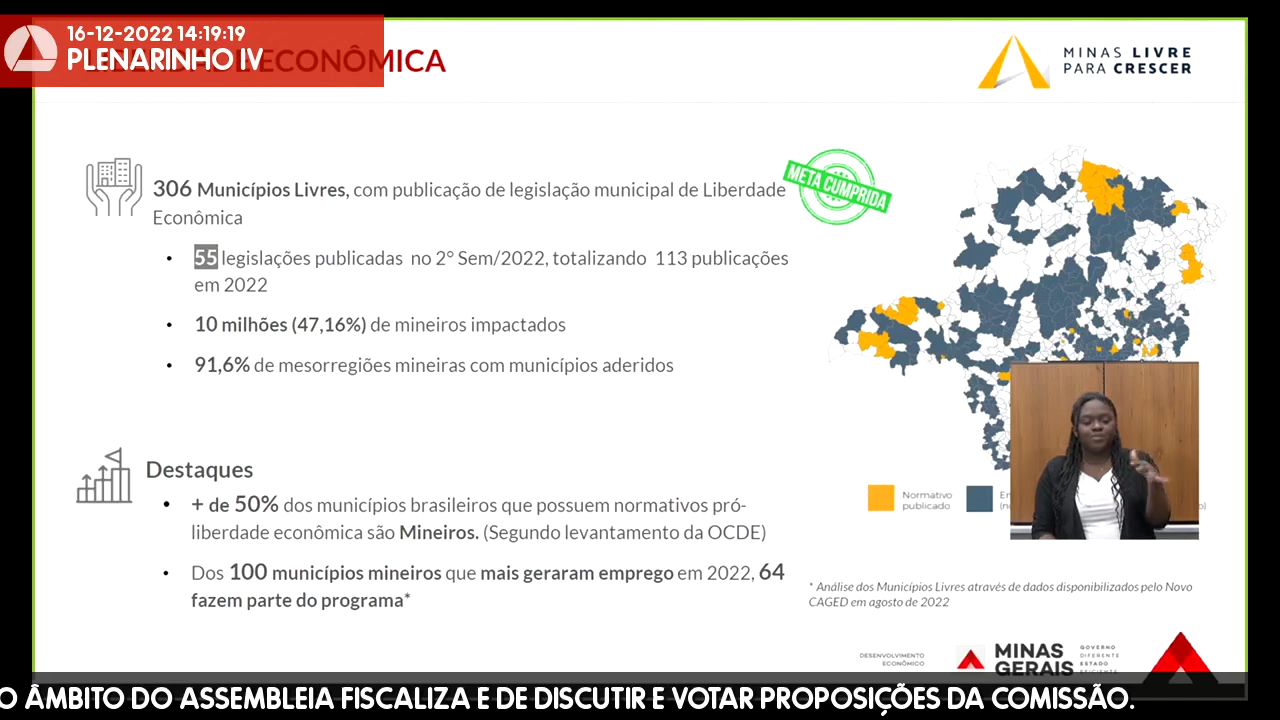 16-12-2022 14:19:19
PLENARINHO IV
ECONÔMICA
MINAS LIVRE
PARA CRESCER
306 Municípios Livres, com publicação de legislação municipal de Liberdade
Econômica
META CUMPRIDA
• 55 legislações publicadas no 2° Sem/2022, totalizando 113 publicações
em 2022
• 10 milhões (47,16%) de mineiros impactados
• 91,6% de mesorregiões mineiras com municípios aderidos
Destaques
• + de 50% dos municípios brasileiros que possuem normativos pró-
liberdade econômica são Mineiros. (Segundo levantamento da OCDE)
• Dos 100 municípios mineiros que mais geraram emprego em 2022, 64
fazem parte do programa*
Normativo
publicado
* Análise dos Municípios Livres através de dados disponibilizados pelo Novo
CAGED em agosto de 2022
DESENVOLVIMENTO
ECONÔMICO
MINAS
GERAIS
GOVERNO
DIFERENTE
ESTADO
EFICIENTE
O ÂMBITO DO ASSEMBLEIA FISCALIZA E DE DISCUTIR E VOTAR PROPOSIÇÕES DA COMISSÃO.